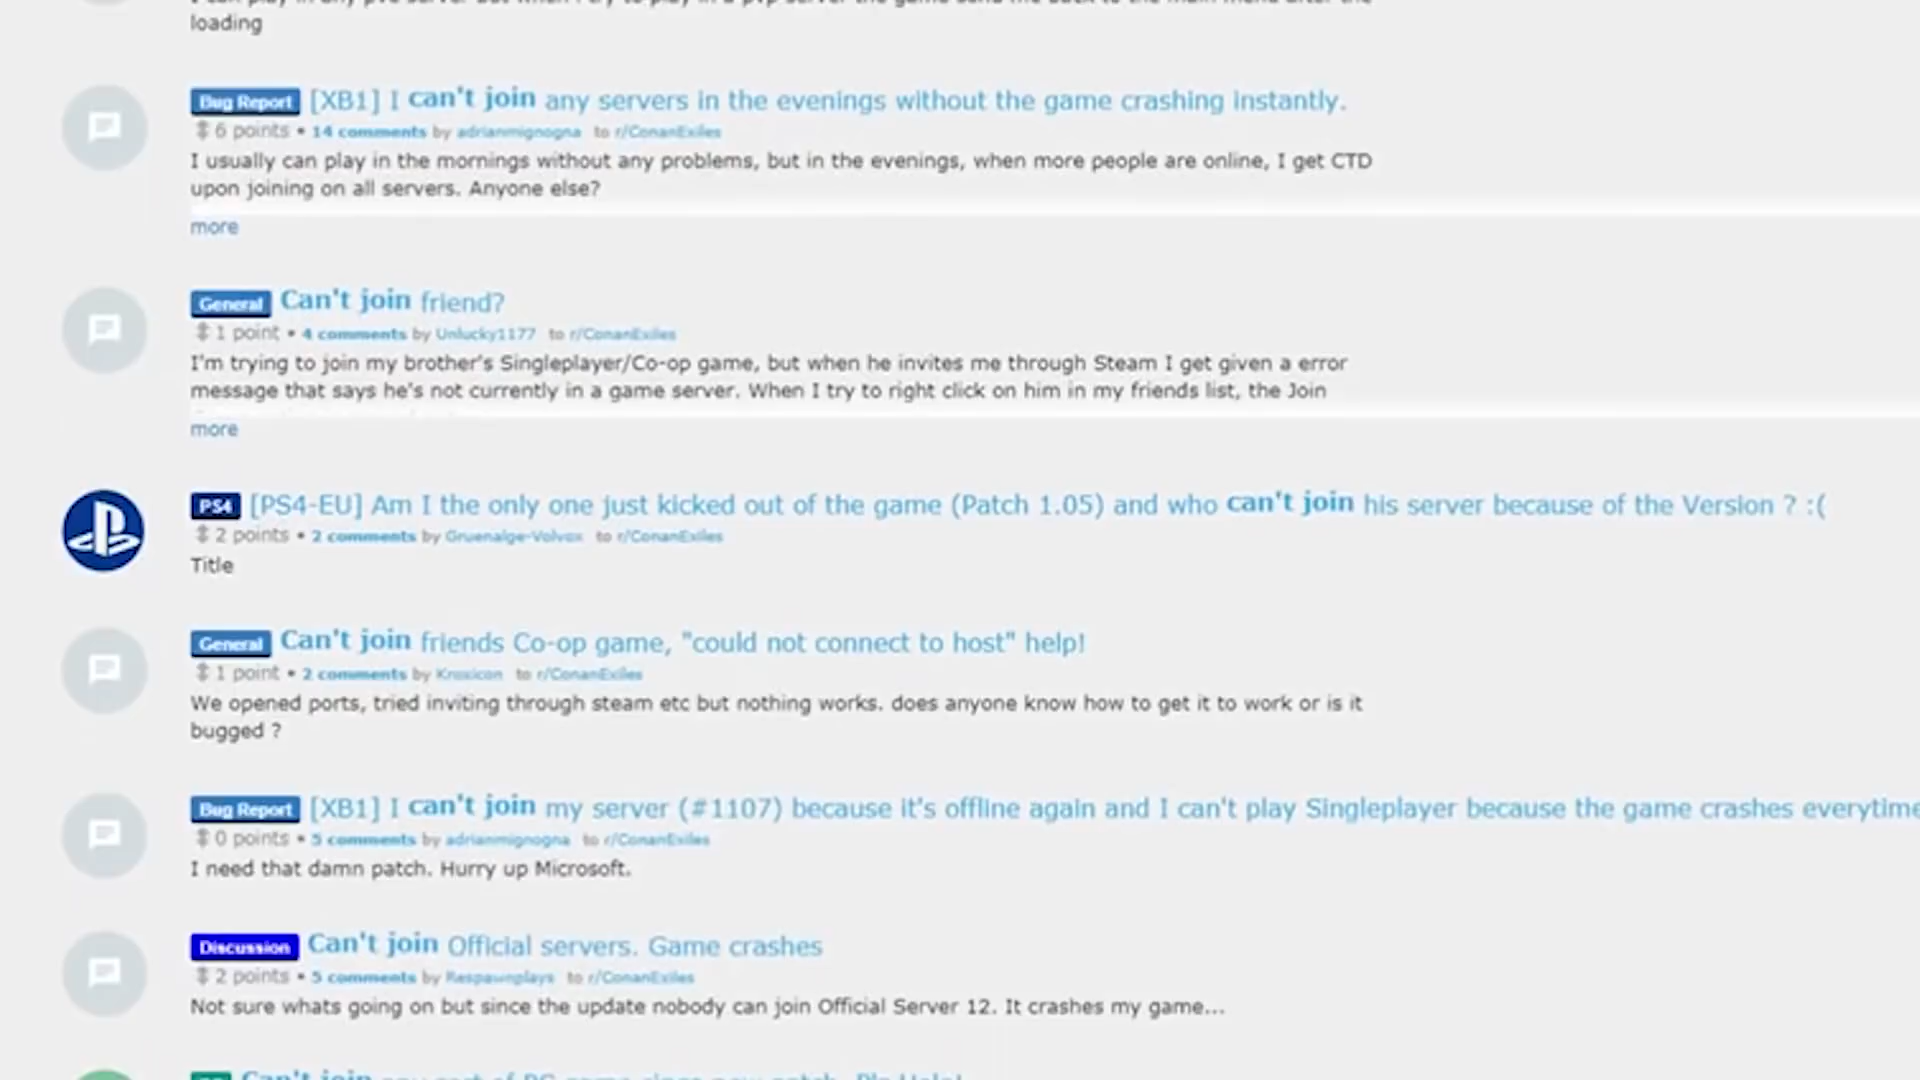 loading
Bug Report [XB1] I can't join any servers in the evenings without the game crashing instantly.
6 points • 14 comments by adrianmignogna to r/ConanExiles
I usually can play in the mornings without any problems, but in the evenings, when more people are online, I get CTD
upon joining on all servers. Anyone else?
more
General Can't join friend?
1 point • 4 comments by Unlucky1177 to r/ConanExiles
I'm trying to join my brother's Singleplayer/Co-op game, but when he invites me through Steam I get given a error
message that says he's not currently in a game server. When I try to right click on him in my friends list, the Join
more
PS4 [PS4-EU] Am I the only one just kicked out of the game (Patch 1.05) and who can't join his server because of the Version ? :(
2 points • 2 comments by Gruenalge-Volvox to r/ConanExiles
Title
General Can't join friends Co-op game, "could not connect to host" help!
1 point • 2 comments by to r/ConanExiles
We opened ports, tried inviting through steam etc but nothing works. does anyone know how to get it to work or is it
bugged ?
Bug Report [XB1] I can't join my server (#1107) because it's offline again and I can't play Singleplayer because the game crashes everytime
0 points • 5 comments by adrianmignogna to r/ConanExiles
I need that damn patch. Hurry up Microsoft.
Discussion Can't join Official servers. Game crashes
2 points • 5 comments by Respawnplays to r/ConanExiles
Not sure whats going on but since the update nobody can join Official Server 12. It crashes my game...
Can't join